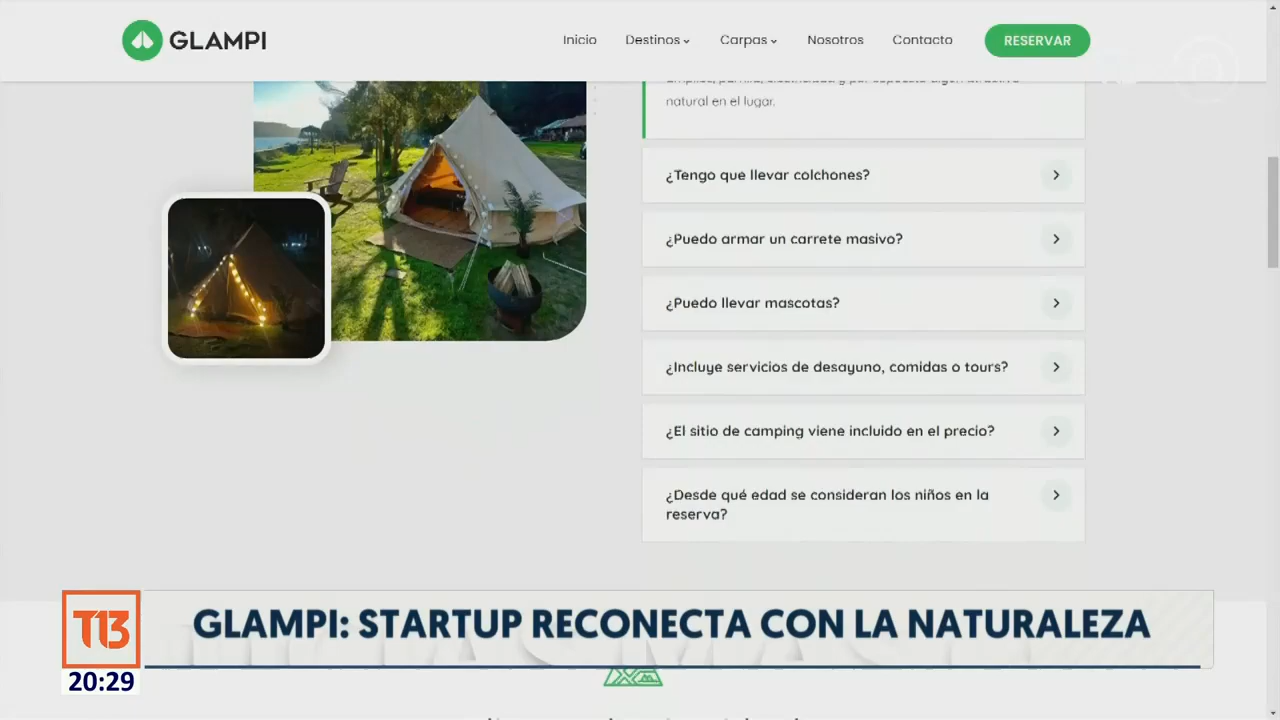 GLAMPI
Inicio
Destinos
Carpas
Nosotros
Contacto
RESERVAR
natural en el lugar.
¿Tengo que llevar colchones?
¿Puedo armar un carrete masivo?
¿Puedo llevar mascotas?
¿Incluye servicios de desayuno, comidas o tours?
¿El sitio de camping viene incluido en el precio?
¿Desde qué edad se consideran los niños en la
reserva?
T13
GLAMPI: STARTUP RECONECTA CON LA NATURALEZA
20:29